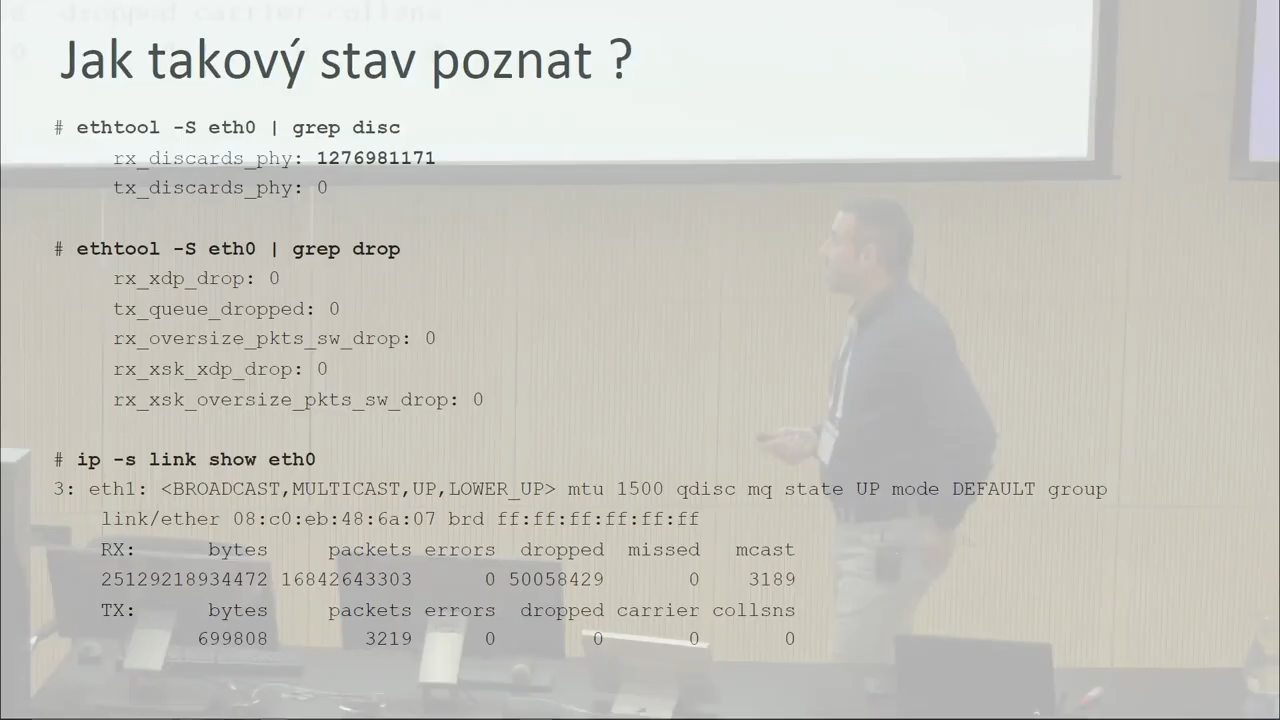 dropped carrier collsns
Jak takový stav poznat ?
# ethtool -S eth0 | grep disc
rx_discards_phy: 1276981171
tx_discards_phy: 0
# ethtool -S eth0 | grep drop
rx_xdp_drop: 0
tx_queue_dropped: 0
rx_oversize_pkts_sw_drop: 0
rx_xsk_xdp_drop: 0
rx_xsk_oversize_pkts_sw_drop: 0
# ip -s link show eth0
3: eth1: <BROADCAST,MULTICAST,UP,LOWER_UP> mtu 1500 qdisc mq state UP mode DEFAULT group
link/ether 08:c0:eb:48:6a:07 brd ff:ff:ff:ff:ff:ff
RX: bytes packets errors dropped missed mcast
25129218934472 16842643303 0 50058429 0 3189
TX: bytes packets errors dropped carrier collsns
699808 3219 0 0 0 0